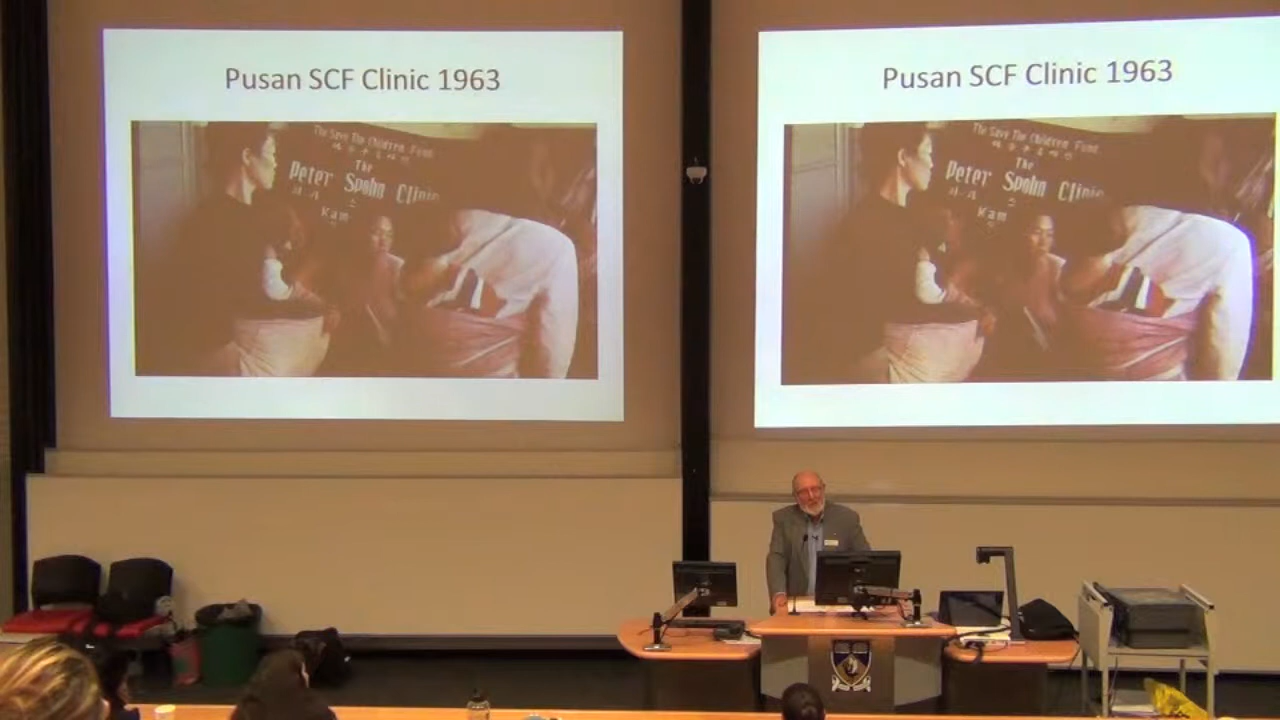 Pusan SCF Clinic 1963
The Save The Children Fund
The
Peter Spohn Clinic
Kam
Pusan SCF Clinic 1963
The Save The Children Fund
The
Peter Spohn Clinic
Kam